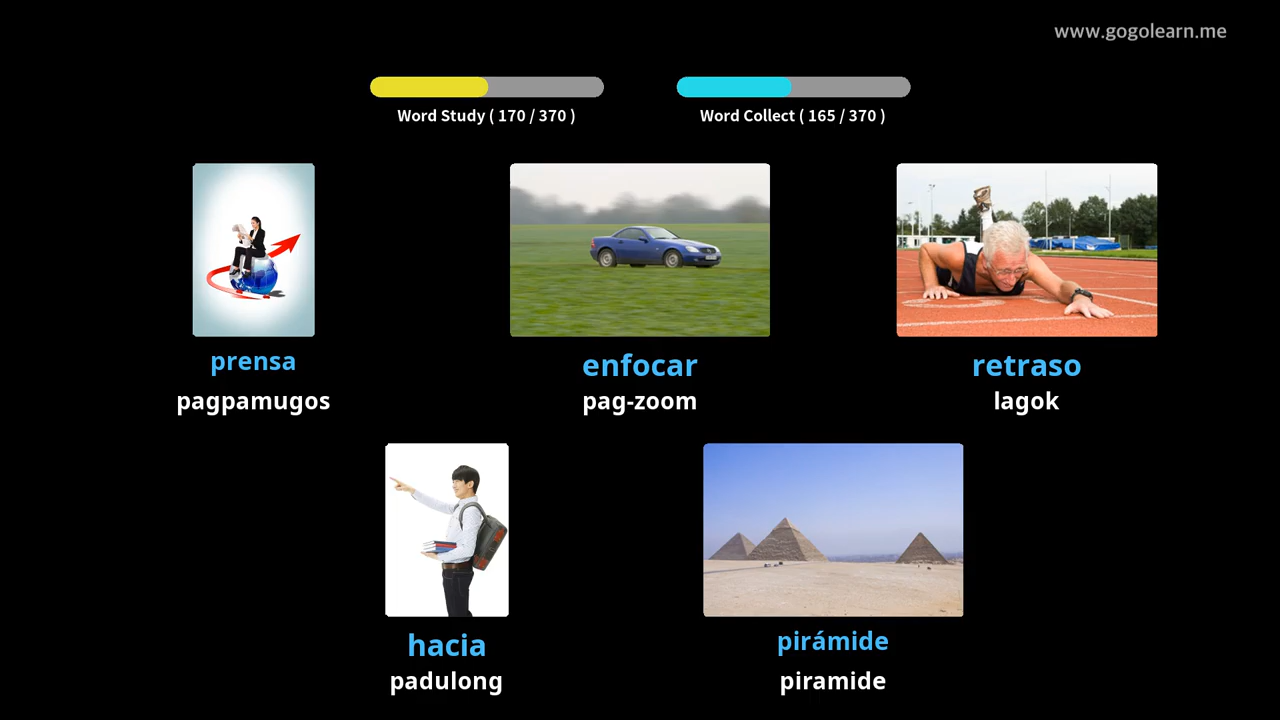 www.gogolearn.me
Word Study ( 170 / 370 )
Word Collect ( 165 / 370 )
prensa
pagpamugos
enfocar
pag-zoom
retraso
lagok
hacia
padulong
pirámide
piramide